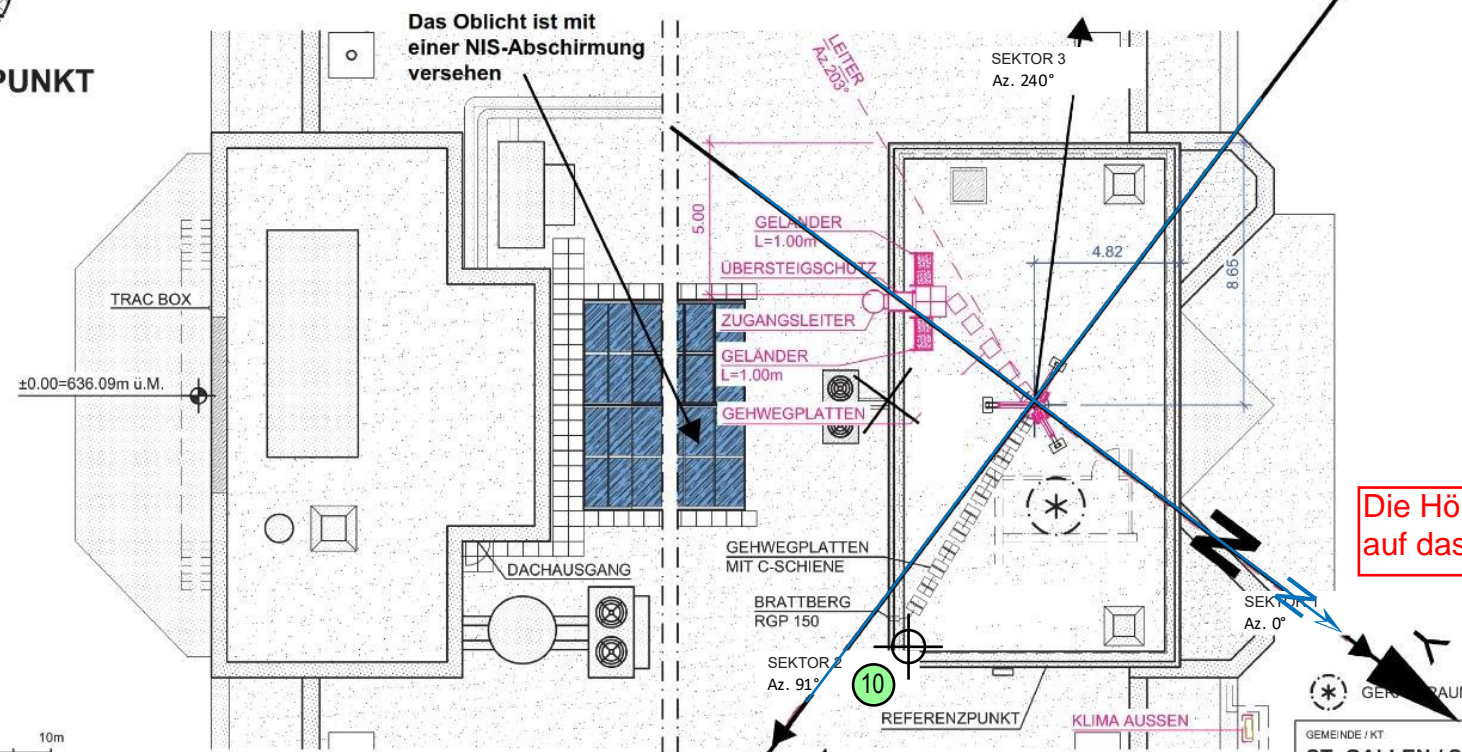 Das Oblicht ist mit
einer NIS-Abschirmung
versehen
PUNKT
LEITER
Az.203°
SEKTOR 3
Az. 240°
5.00
GELÄNDER
L=1.00m
ÜBERSTEIGSCHUTZ
4.82
8.65
TRAC BOX
ZUGANGSLEITER
GELÄNDER
L=1.00m
±0.00=636.09m ü.M.
GEHWEGPLATTEN
Die Hö
auf das
N
GEHWEGPLATTEN
MIT C-SCHIENE
DACHAUSGANG
BRATTBERG
RGP 150
N
SEKTOR 1
Az. 0°
Y
SEKTOR 2
Az. 91°
10
REFERENZPUNKT
KLIMA AUSSEN
10m
GEMEINDE / KT